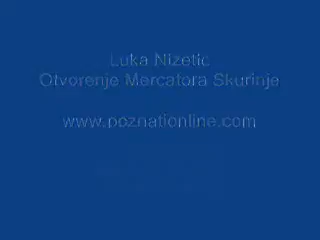 Luka Nizetic
Otvorenje Mercatora Skurinje
www.poznationline.com